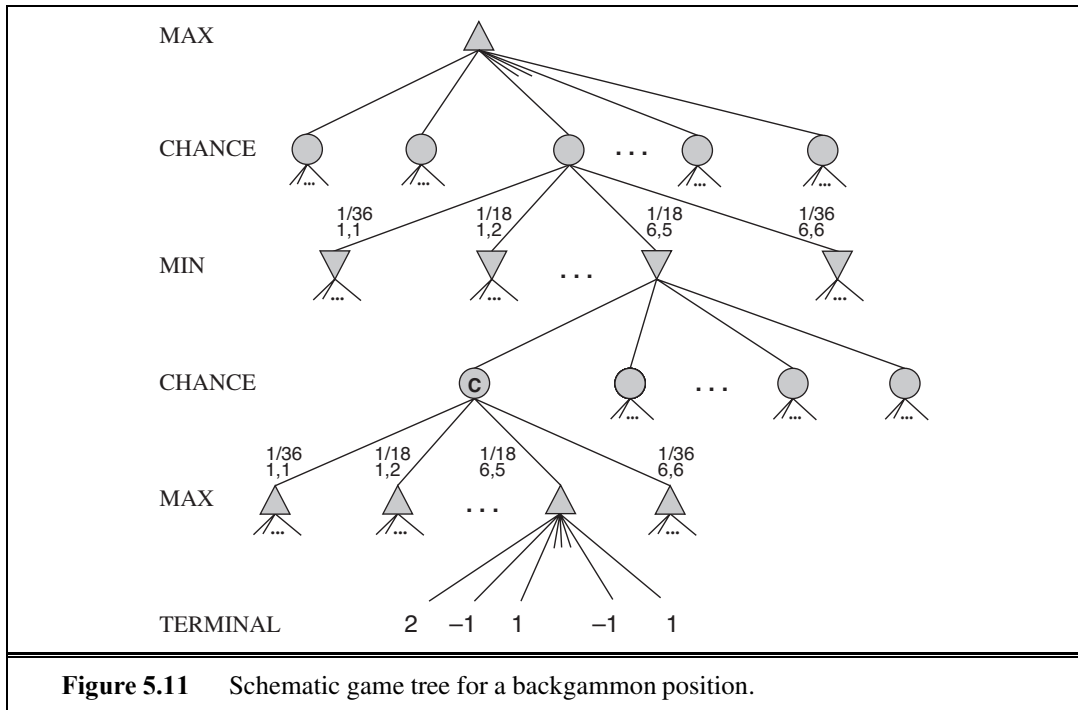 MAX
CHANCE
. . .
... ... ... ... ...
1/36 1/18 1/18 1/36
1,1 1,2 6,5 6,6
MIN
. . .
... ... ...
CHANCE
C
. . .
... ... ...
1/36 1/18 1/18 1/36
1,1 1,2 6,5 6,6
MAX
. . .
... ... ...
TERMINAL 2 –1 1 –1 1
Figure 5.11 Schematic game tree for a backgammon position.